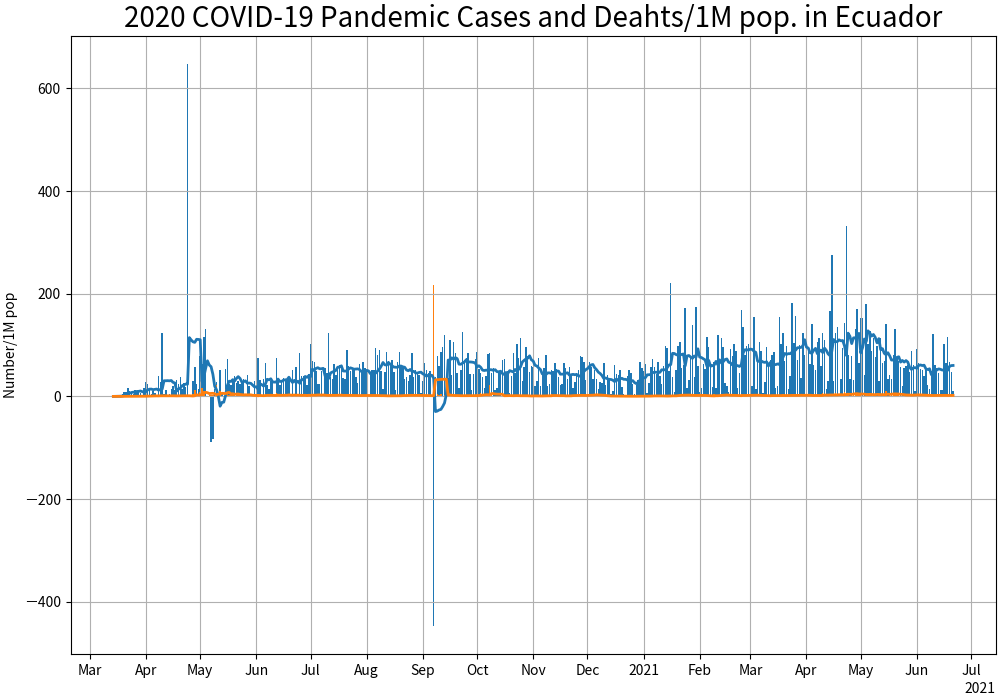 2020 COVID-19 Pandemic Cases and Deahts/1M pop. in Ecuador
Number/1M pop
600
400
200
0
−200
−400
Mar Apr May Jun Jul Aug Sep Oct Nov Dec 2021 Feb Mar Apr May Jun Jul
2021